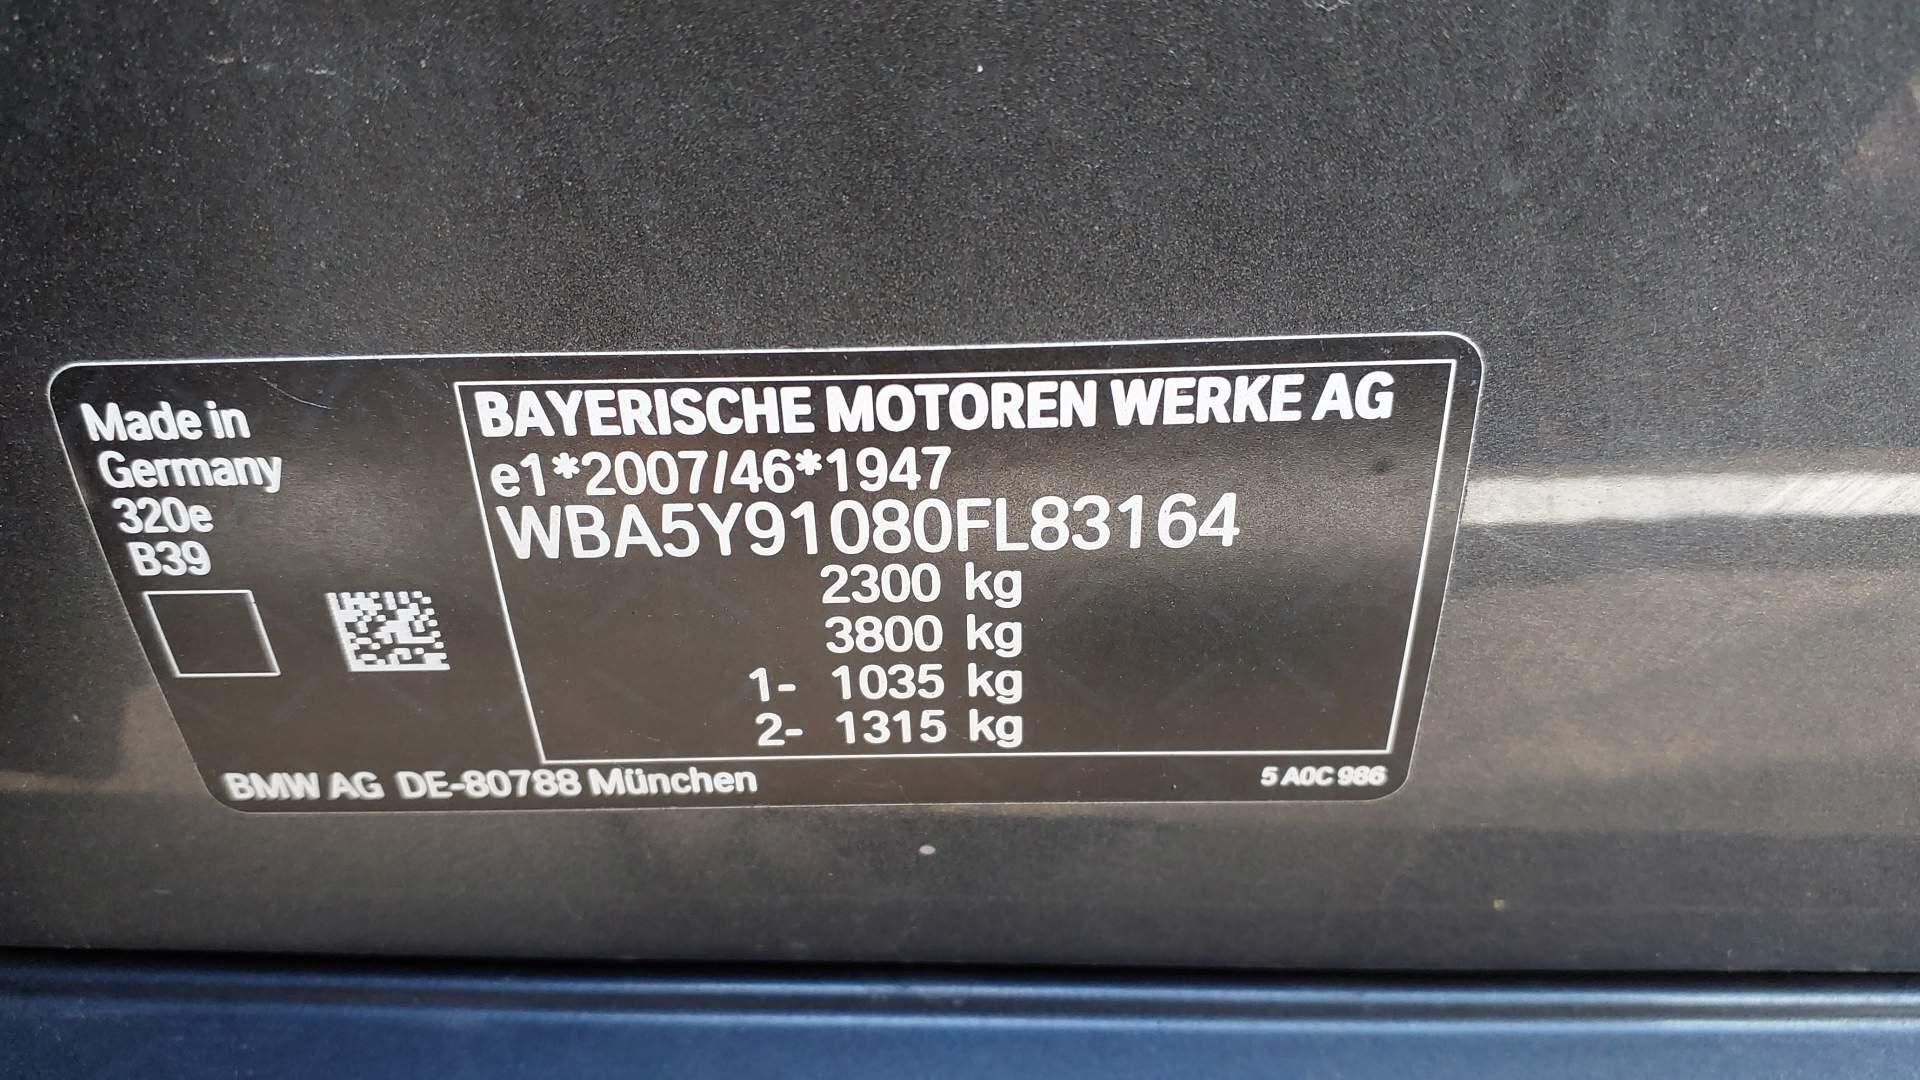 Made in
Germany
320e
B39
BAYERISCHE MOTOREN WERKE AG
e1*2007/46*1947
WBA5Y91080FL83164
2300 kg
3800 kg
1- 1035 kg
2- 1315 kg
BMW AG DE-80788 München
5 A0C 986